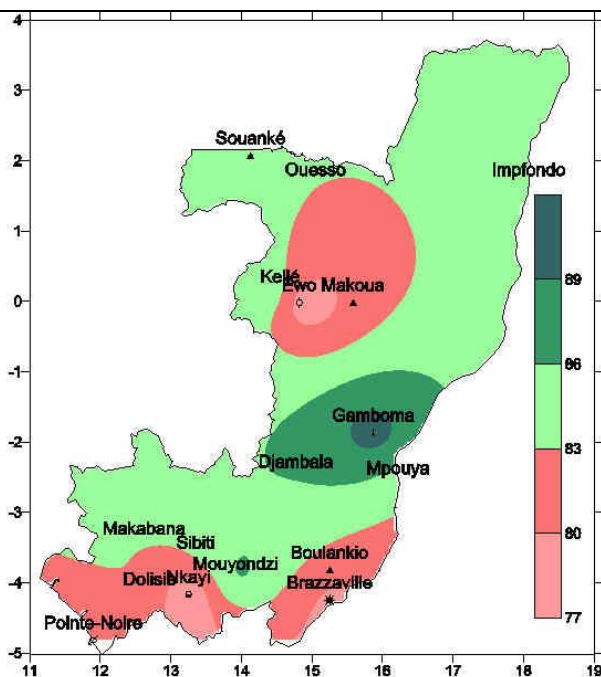 4
3
2
1
0
-1
-2
-3
-4
-5
Souanké
Ouesso
Impfondo
Kellé
Ewo Makoua
Gamboma
Djambala
Mpouya
Makabana
Sibiti
Mouyondzi
Boulankio
Dolisie
Nkayi
Brazzaville
Pointe-Noire
89
86
83
80
77
11 12 13 14 15 16 17 18 19